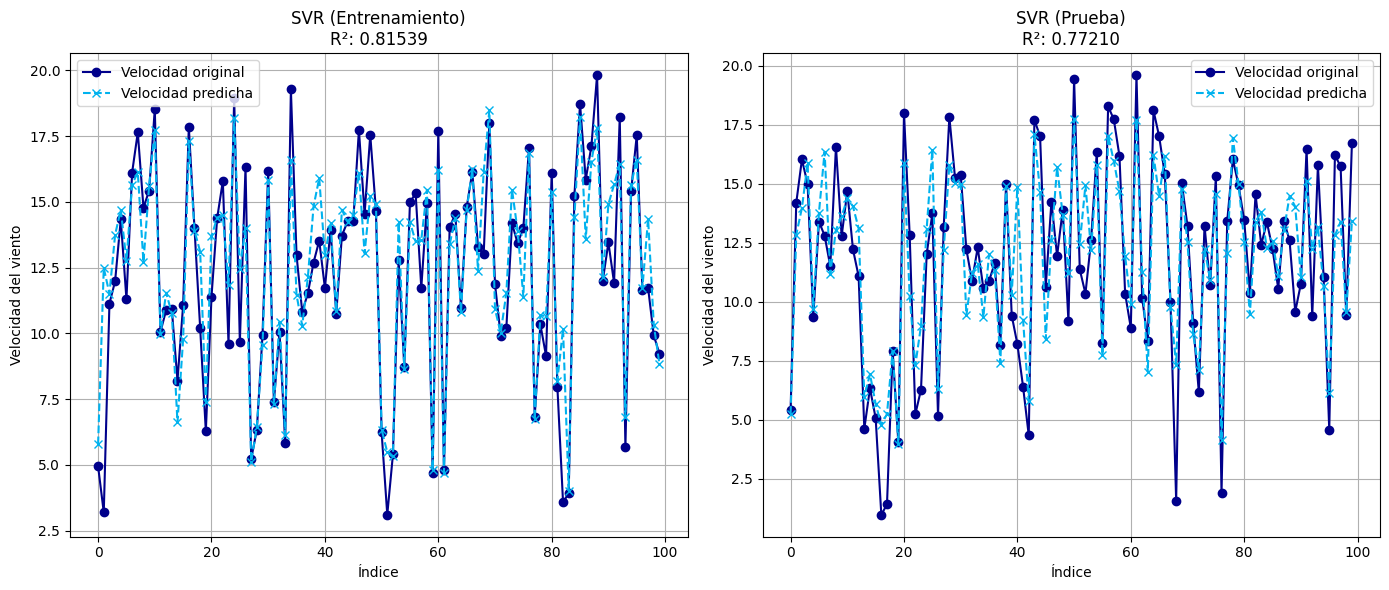 SVR (Entrenamiento)
R²: 0.81539
Velocidad original
Velocidad predicha
20.0
17.5
15.0
12.5
10.0
7.5
5.0
2.5
Velocidad del viento
0
20
40
60
80
100
Índice
SVR (Prueba)
R²: 0.77210
Velocidad original
Velocidad predicha
20.0
17.5
15.0
12.5
10.0
7.5
5.0
2.5
Velocidad del viento
0
20
40
60
80
100
Índice